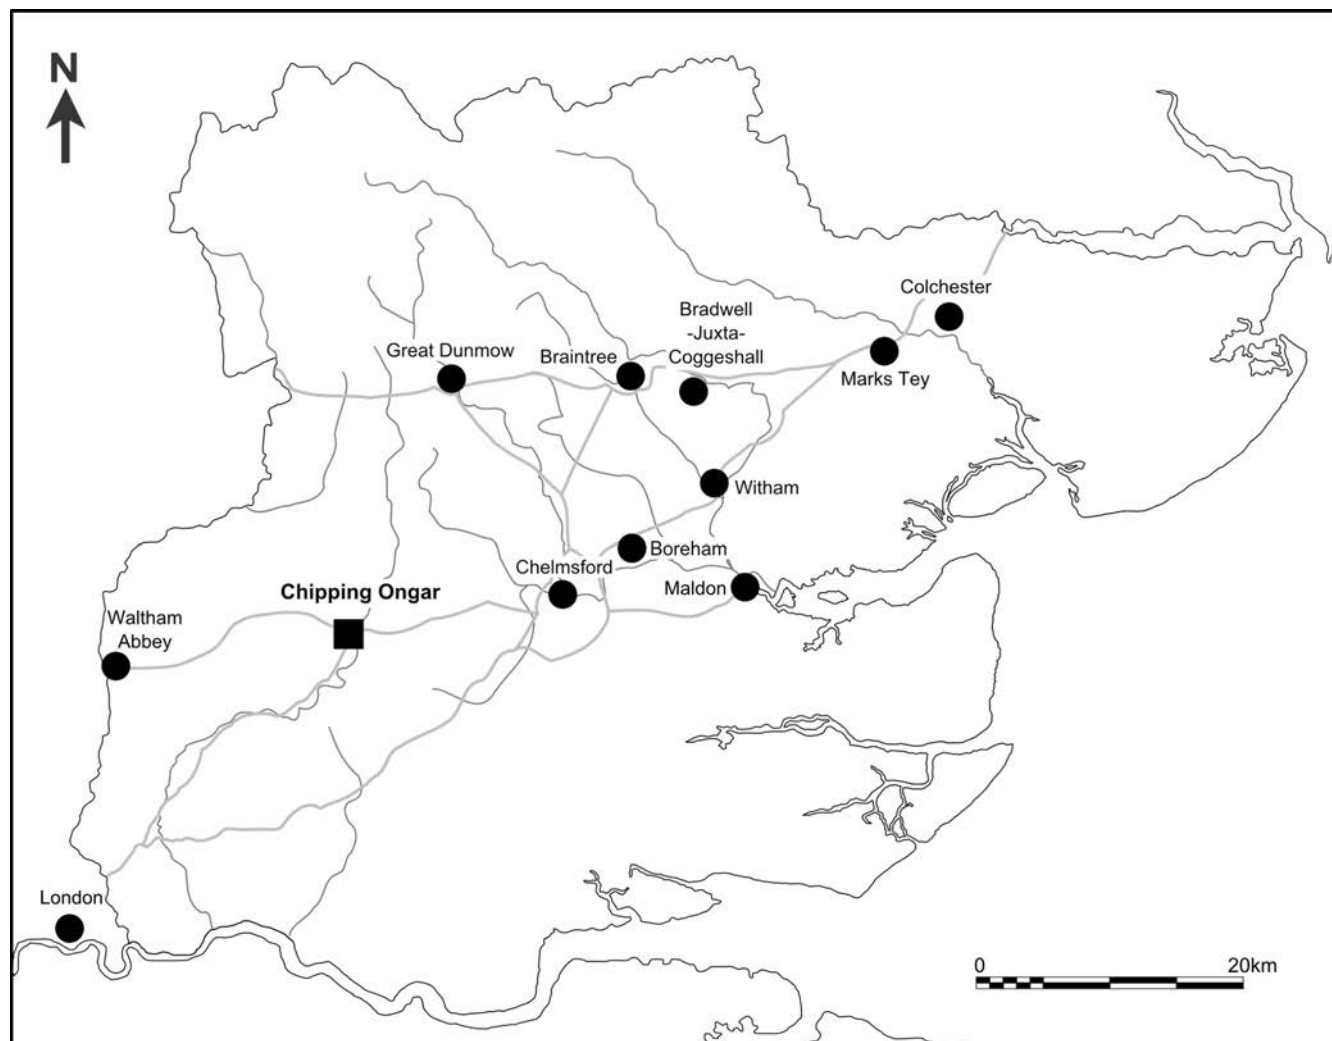 N
Colchester
Bradwell
-Juxta-
Coggeshall
Great Dunmow
Braintree
Marks Tey
Witham
Boreham
Chelmsford
Maldon
Chipping Ongar
Waltham
Abbey
London
0 20km